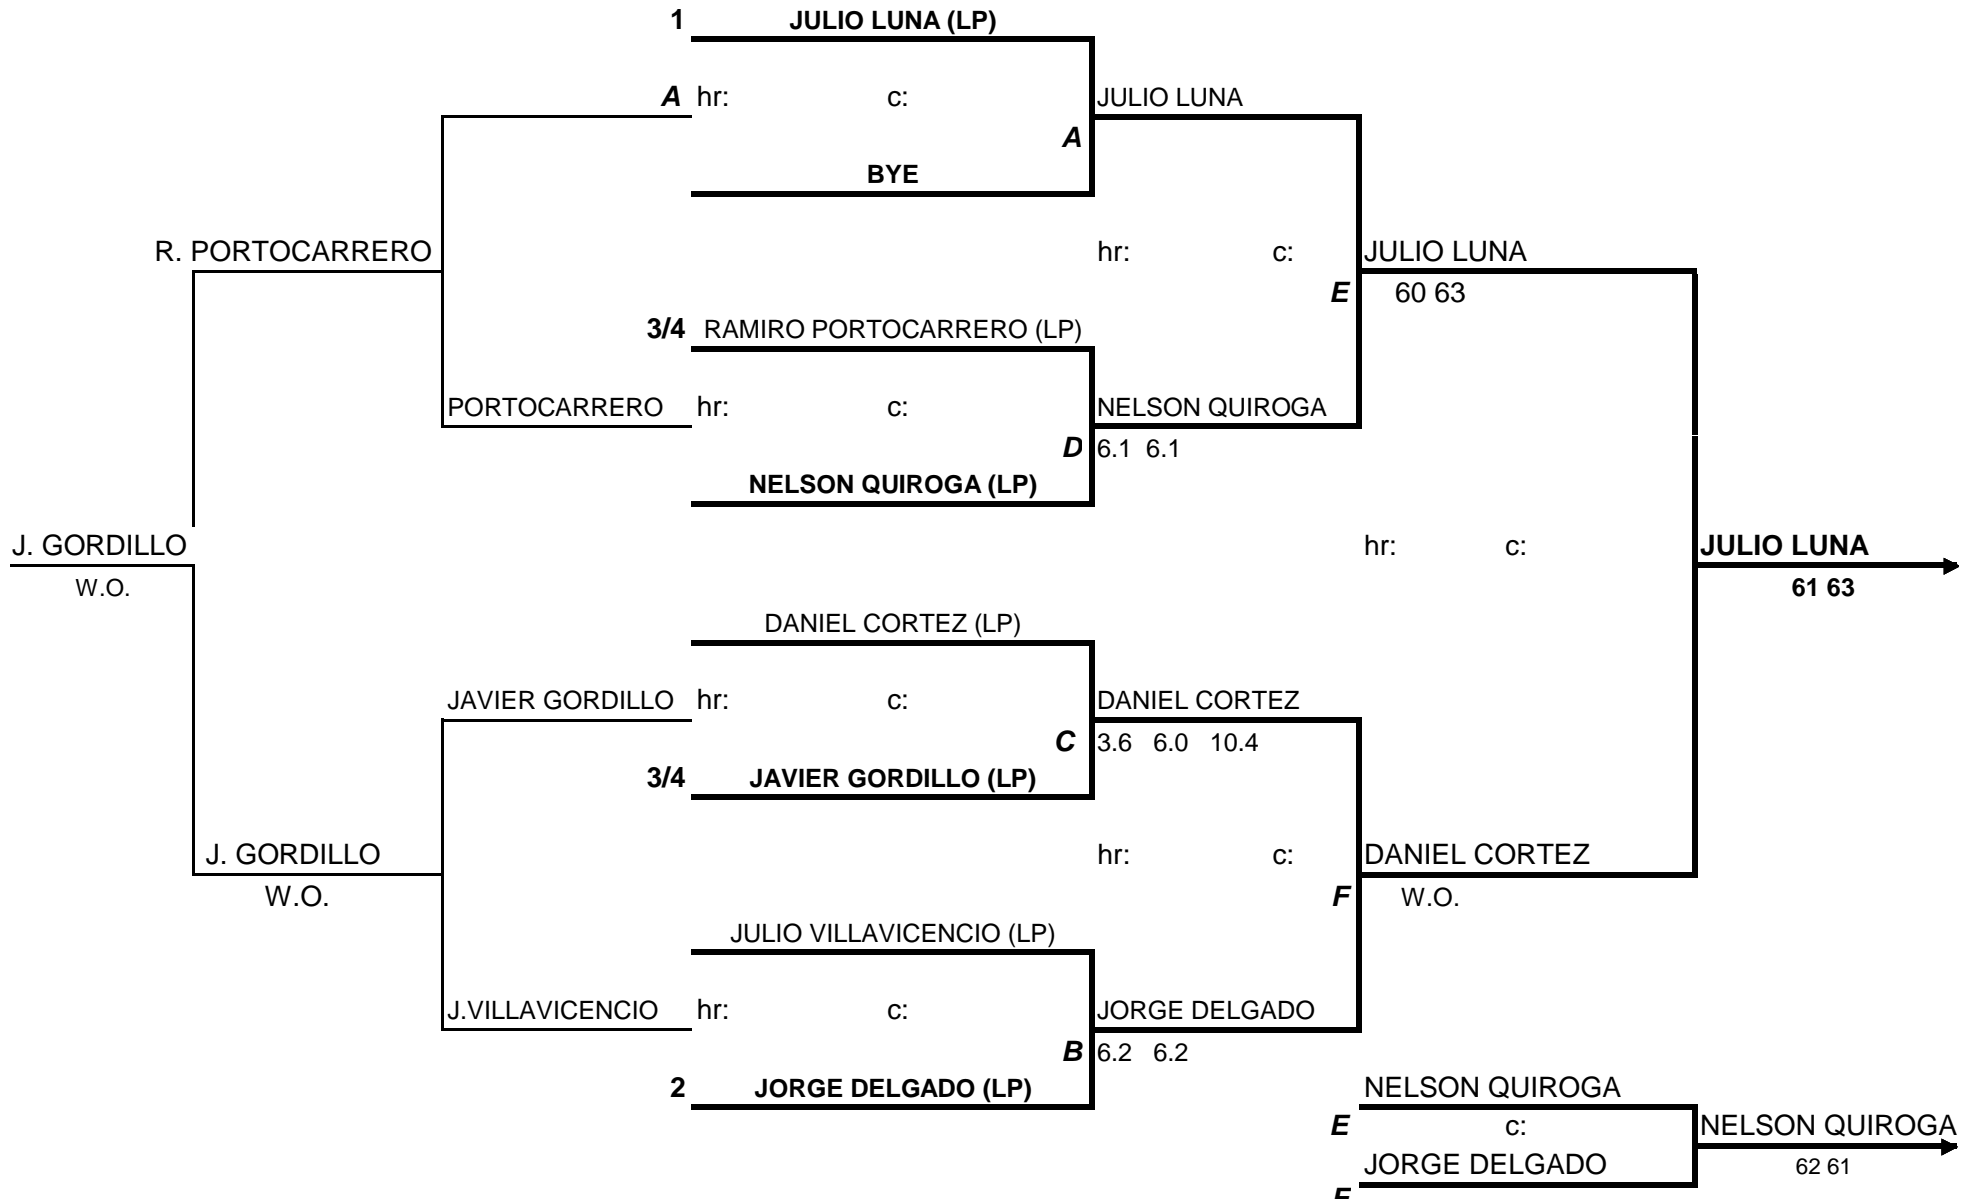 1 JULIO LUNA (LP)
A hr: c: JULIO LUNA
A
BYE
R. PORTOCARRERO hr: c: JULIO LUNA
E 60 63
3/4 RAMIRO PORTOCARRERO (LP)
PORTOCARRERO hr: c: NELSON QUIROGA
D 6.1 6.1
NELSON QUIROGA (LP)
J. GORDILLO hr: c: JULIO LUNA
W.O. 61 63
DANIEL CORTEZ (LP)
JAVIER GORDILLO hr: c: DANIEL CORTEZ
C 3.6 6.0 10.4
3/4 JAVIER GORDILLO (LP)
J. GORDILLO hr: c: DANIEL CORTEZ
W.O. F W.O.
JULIO VILLAVICENCIO (LP)
J.VILLAVICENCIO hr: c: JORGE DELGADO
B 6.2 6.2
2 JORGE DELGADO (LP) NELSON QUIROGA
E c: NELSON QUIROGA
JORGE DELGADO 62 61
F